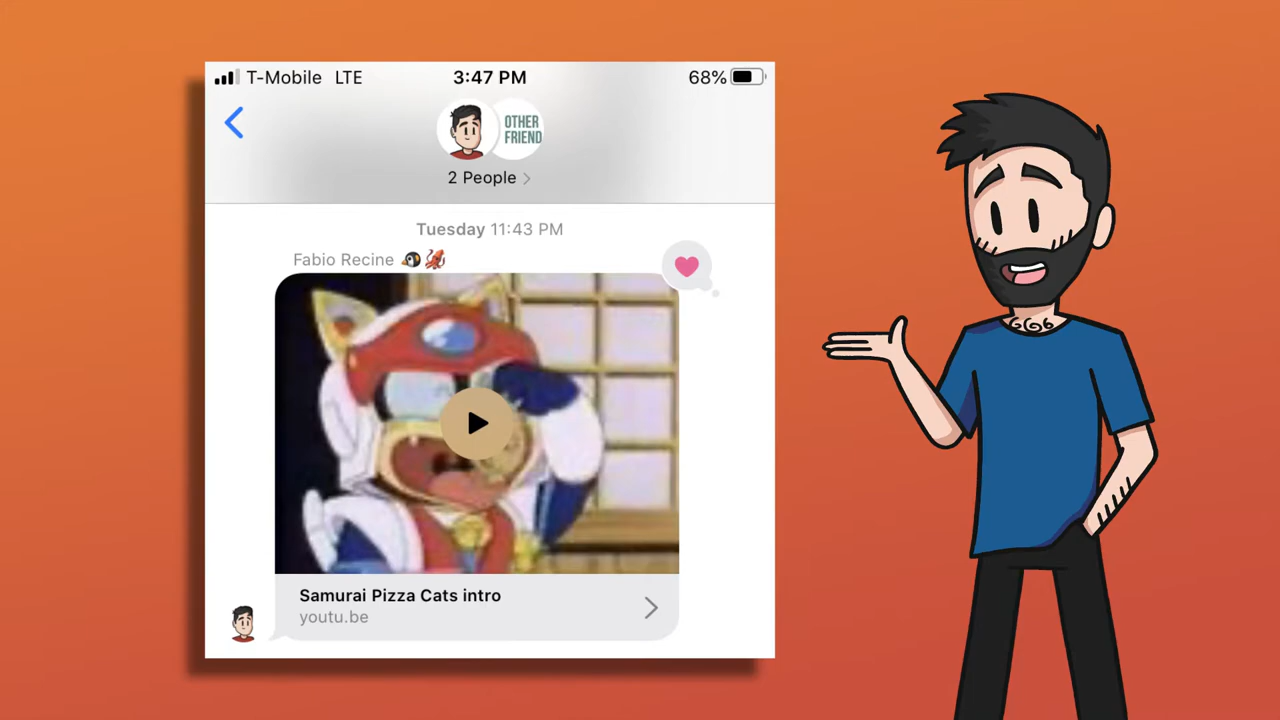 T-Mobile LTE 3:47 PM 68%
OTHER
FRIEND
2 People
Tuesday 11:43 PM
Fabio Recine 🐧🦑
Samurai Pizza Cats intro
youtu.be